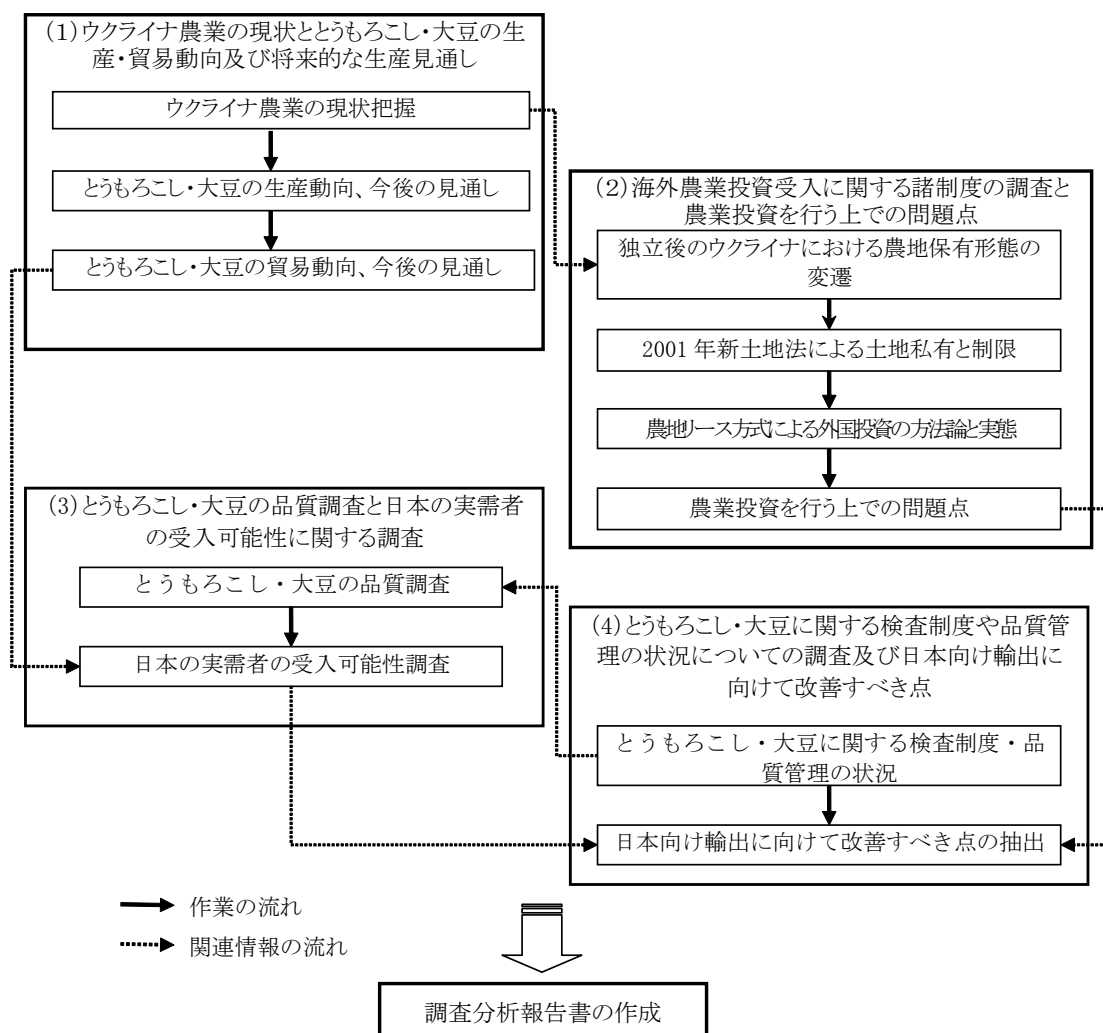 (1)ウクライナ農業の現状ととうもろこし・大豆の生
産・貿易動向及び将来的な生産見通し
ウクライナ農業の現状把握
とうもろこし・大豆の生産動向、今後の見通し
とうもろこし・大豆の貿易動向、今後の見通し
(2)海外農業投資受入に関する諸制度の調査と
農業投資を行う上での問題点
独立後のウクライナにおける農地保有形態の
変遷
2001 年新土地法による土地私有と制限
農地リース方式による外国投資の方法論と実態
農業投資を行う上での問題点
(3)とうもろこし・大豆の品質調査と日本の実需者
の受入可能性に関する調査
とうもろこし・大豆の品質調査
日本の実需者の受入可能性調査
(4)とうもろこし・大豆に関する検査制度や品質管
理の状況についての調査及び日本向け輸出に
向けて改善すべき点
とうもろこし・大豆に関する検査制度・品
質管理の状況
日本向け輸出に向けて改善すべき点の抽出
作業の流れ
関連情報の流れ
調査分析報告書の作成